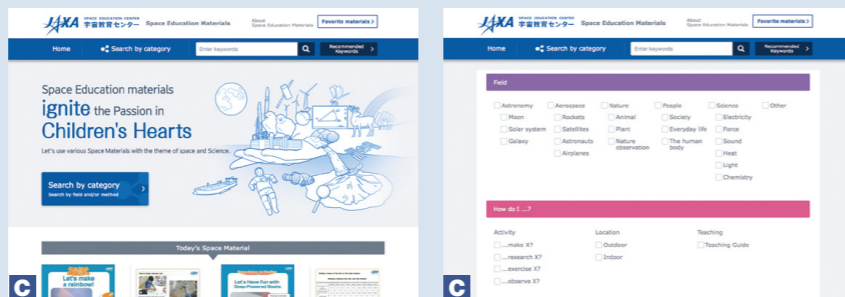 JAXA SPACE EDUCATION CENTER
宇宙教育センター
Space Education Materials
About
Space Education Materials
Favorite materials >
Home
Search by category
Enter keywords
Recommended
Keywords >
Space Education materials
ignite the Passion in
Children's Hearts
Let's use various Space Materials with the theme of space and Science.
Search by category >
Search by field and/or method
Today's Space Material
Let's make
a rainbow!
Let's Have Fun with
Soap-Powered Boats
C
JAXA SPACE EDUCATION CENTER
宇宙教育センター
Space Education Materials
About
Space Education Materials
Favorite materials >
Home
Search by category
Enter keywords
Recommended
Keywords >
Field
Astronomy
Moon
Solar system
Galaxy
Aerospace
Rockets
Satellites
Astronauts
Airplanes
Nature
Animal
Plant
Nature
observation
People
Society
Everyday life
The human
body
Science
Electricity
Force
Sound
Heat
Light
Chemistry
Other
How do I ...?
Activity
...make X?
...research X?
...exercise X?
...observe X?
Location
Outdoor
Indoor
Teaching
Teaching Guide
C